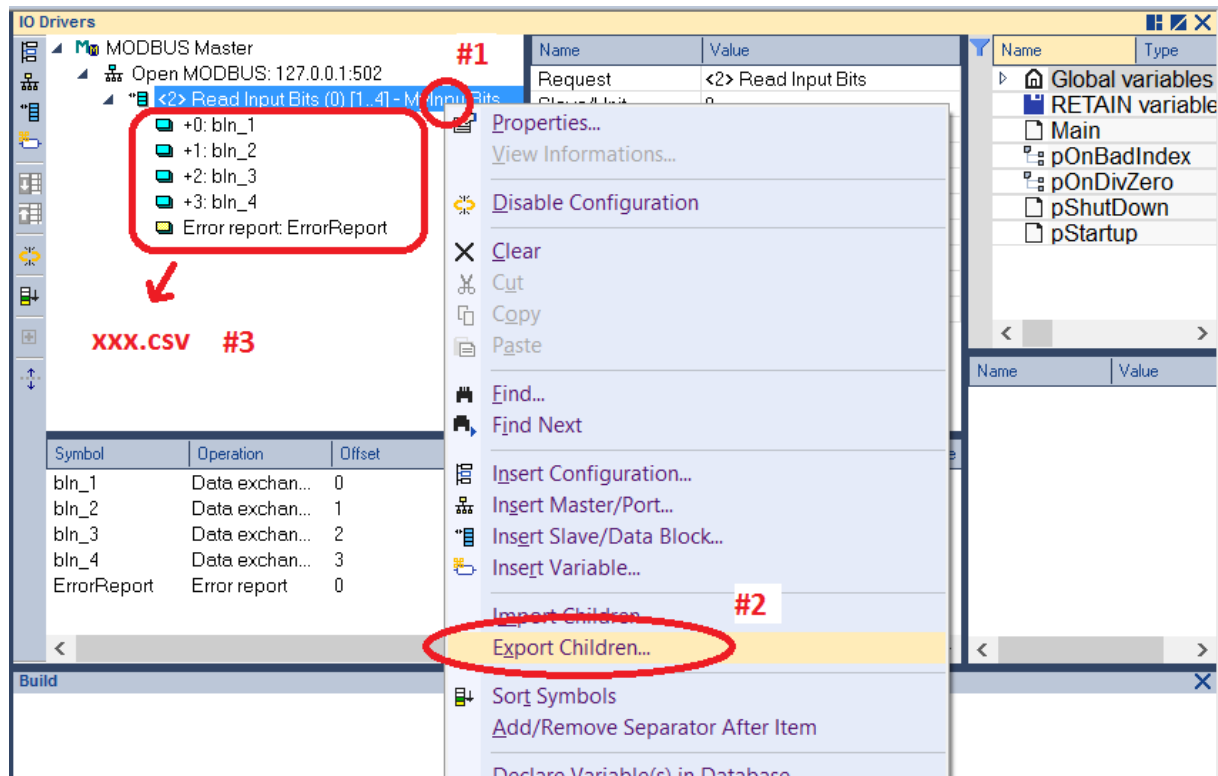 IO Drivers
MODBUS Master
#1
Name Value
Name Type
Open MODBUS: 127.0.0.1:502
Request <2> Read Input Bits
Global variables
<2> Read Input Bits (0) [1..4] - MyInputBits
RETAIN variable
+0: bIn_1
Properties...
Main
+1: bIn_2
View Informations...
pOnBadIndex
+2: bIn_3
pOnDivZero
+3: bIn_4
Disable Configuration
pShutDown
Error report: ErrorReport
pStartup
Clear
Cut
Copy
xxx.csv #3
Paste
Name Value
Find...
Find Next
Symbol Operation Offset
Insert Configuration...
bIn_1 Data exchan... 0
Insert Master/Port...
bIn_2 Data exchan... 1
Insert Slave/Data Block...
bIn_3 Data exchan... 2
Insert Variable...
bIn_4 Data exchan... 3
ErrorReport Error report 0
#2
Import Children...
Export Children...
Build
Sort Symbols
Add/Remove Separator After Item
Declare Variable(s) in Database